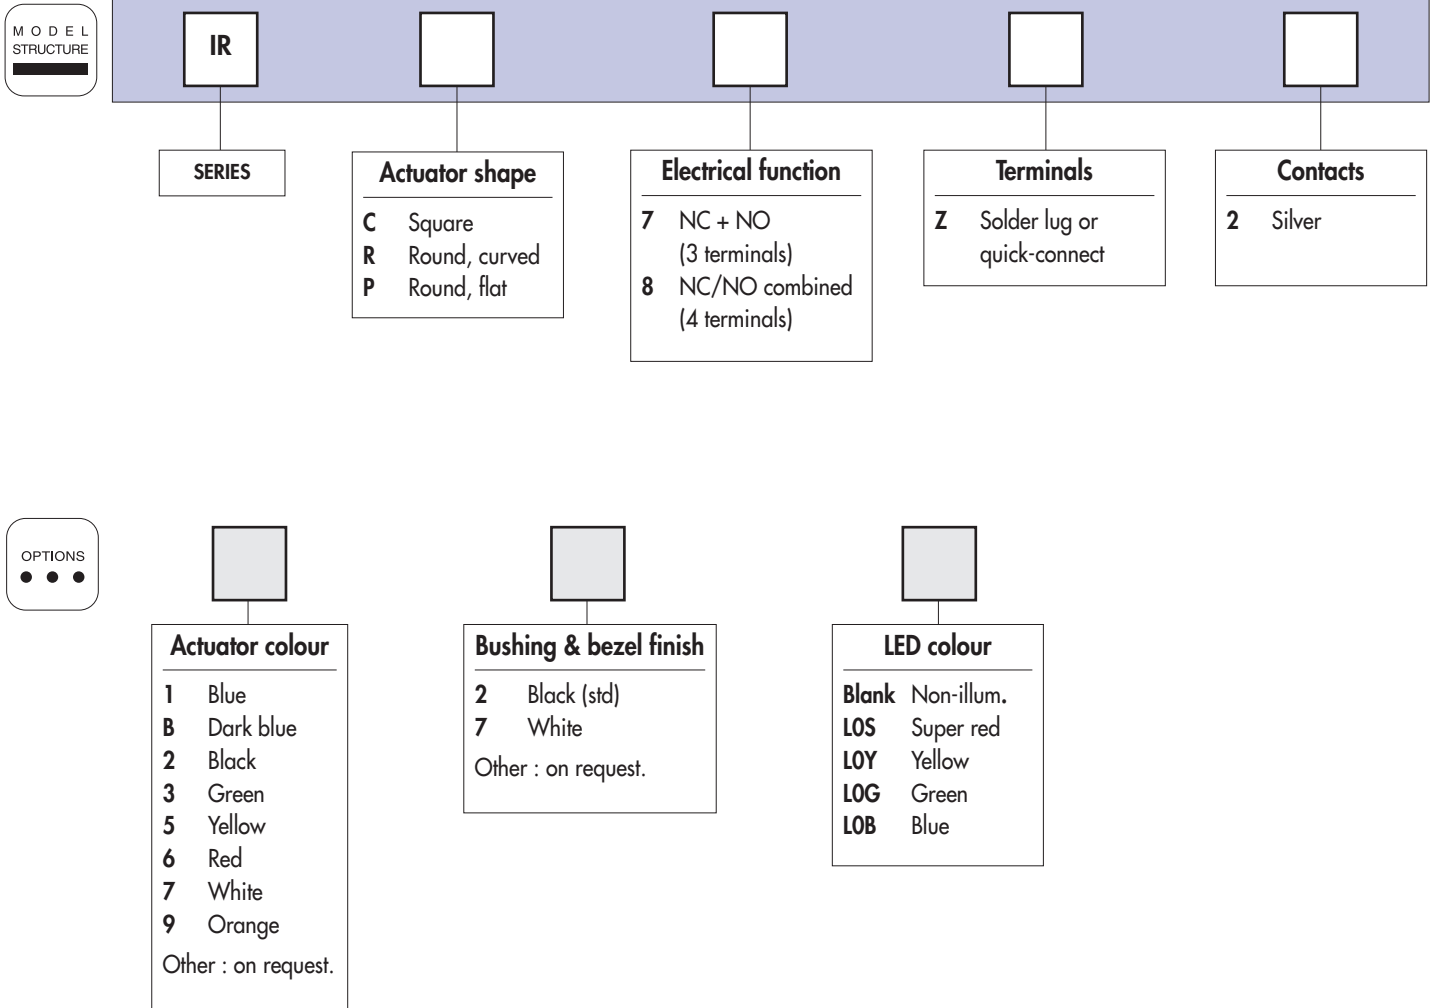 MODEL
STRUCTURE
IR
SERIES
Actuator shape
C Square
R Round, curved
P Round, flat
Electrical function
7 NC + NO
(3 terminals)
8 NC/NO combined
(4 terminals)
Terminals
Z Solder lug or
quick-connect
Contacts
2 Silver
OPTIONS
Actuator colour
1 Blue
B Dark blue
2 Black
3 Green
5 Yellow
6 Red
7 White
9 Orange
Other : on request.
Bushing & bezel finish
2 Black (std)
7 White
Other : on request.
LED colour
Blank Non-illum.
L0S Super red
L0Y Yellow
L0G Green
L0B Blue